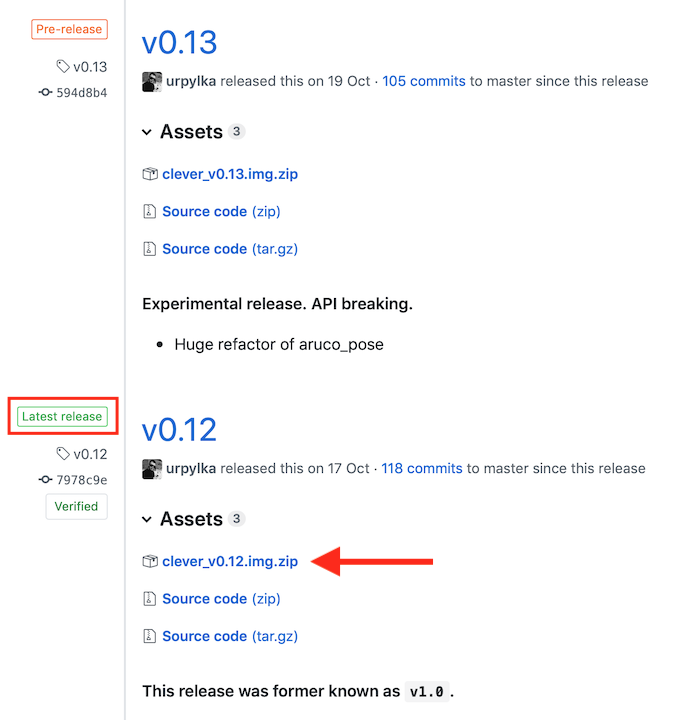 Pre-release
v0.13
594d8b4
v0.13
urpylka released this on 19 Oct · 105 commits to master since this release
Assets 3
clever_v0.13.img.zip
Source code (zip)
Source code (tar.gz)
Experimental release. API breaking.
• Huge refactor of aruco_pose
Latest release
v0.12
7978c9e
Verified
v0.12
urpylka released this on 17 Oct · 118 commits to master since this release
Assets 3
clever_v0.12.img.zip
Source code (zip)
Source code (tar.gz)
This release was former known as v1.0.